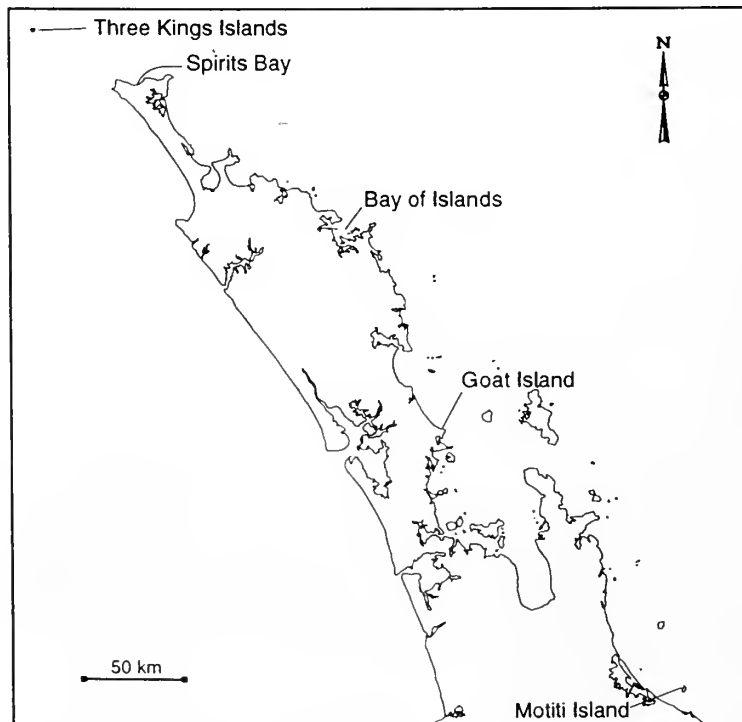 Three Kings Islands
Spirits Bay
N
Bay of Islands
Goat Island
50 km
Motiti Island